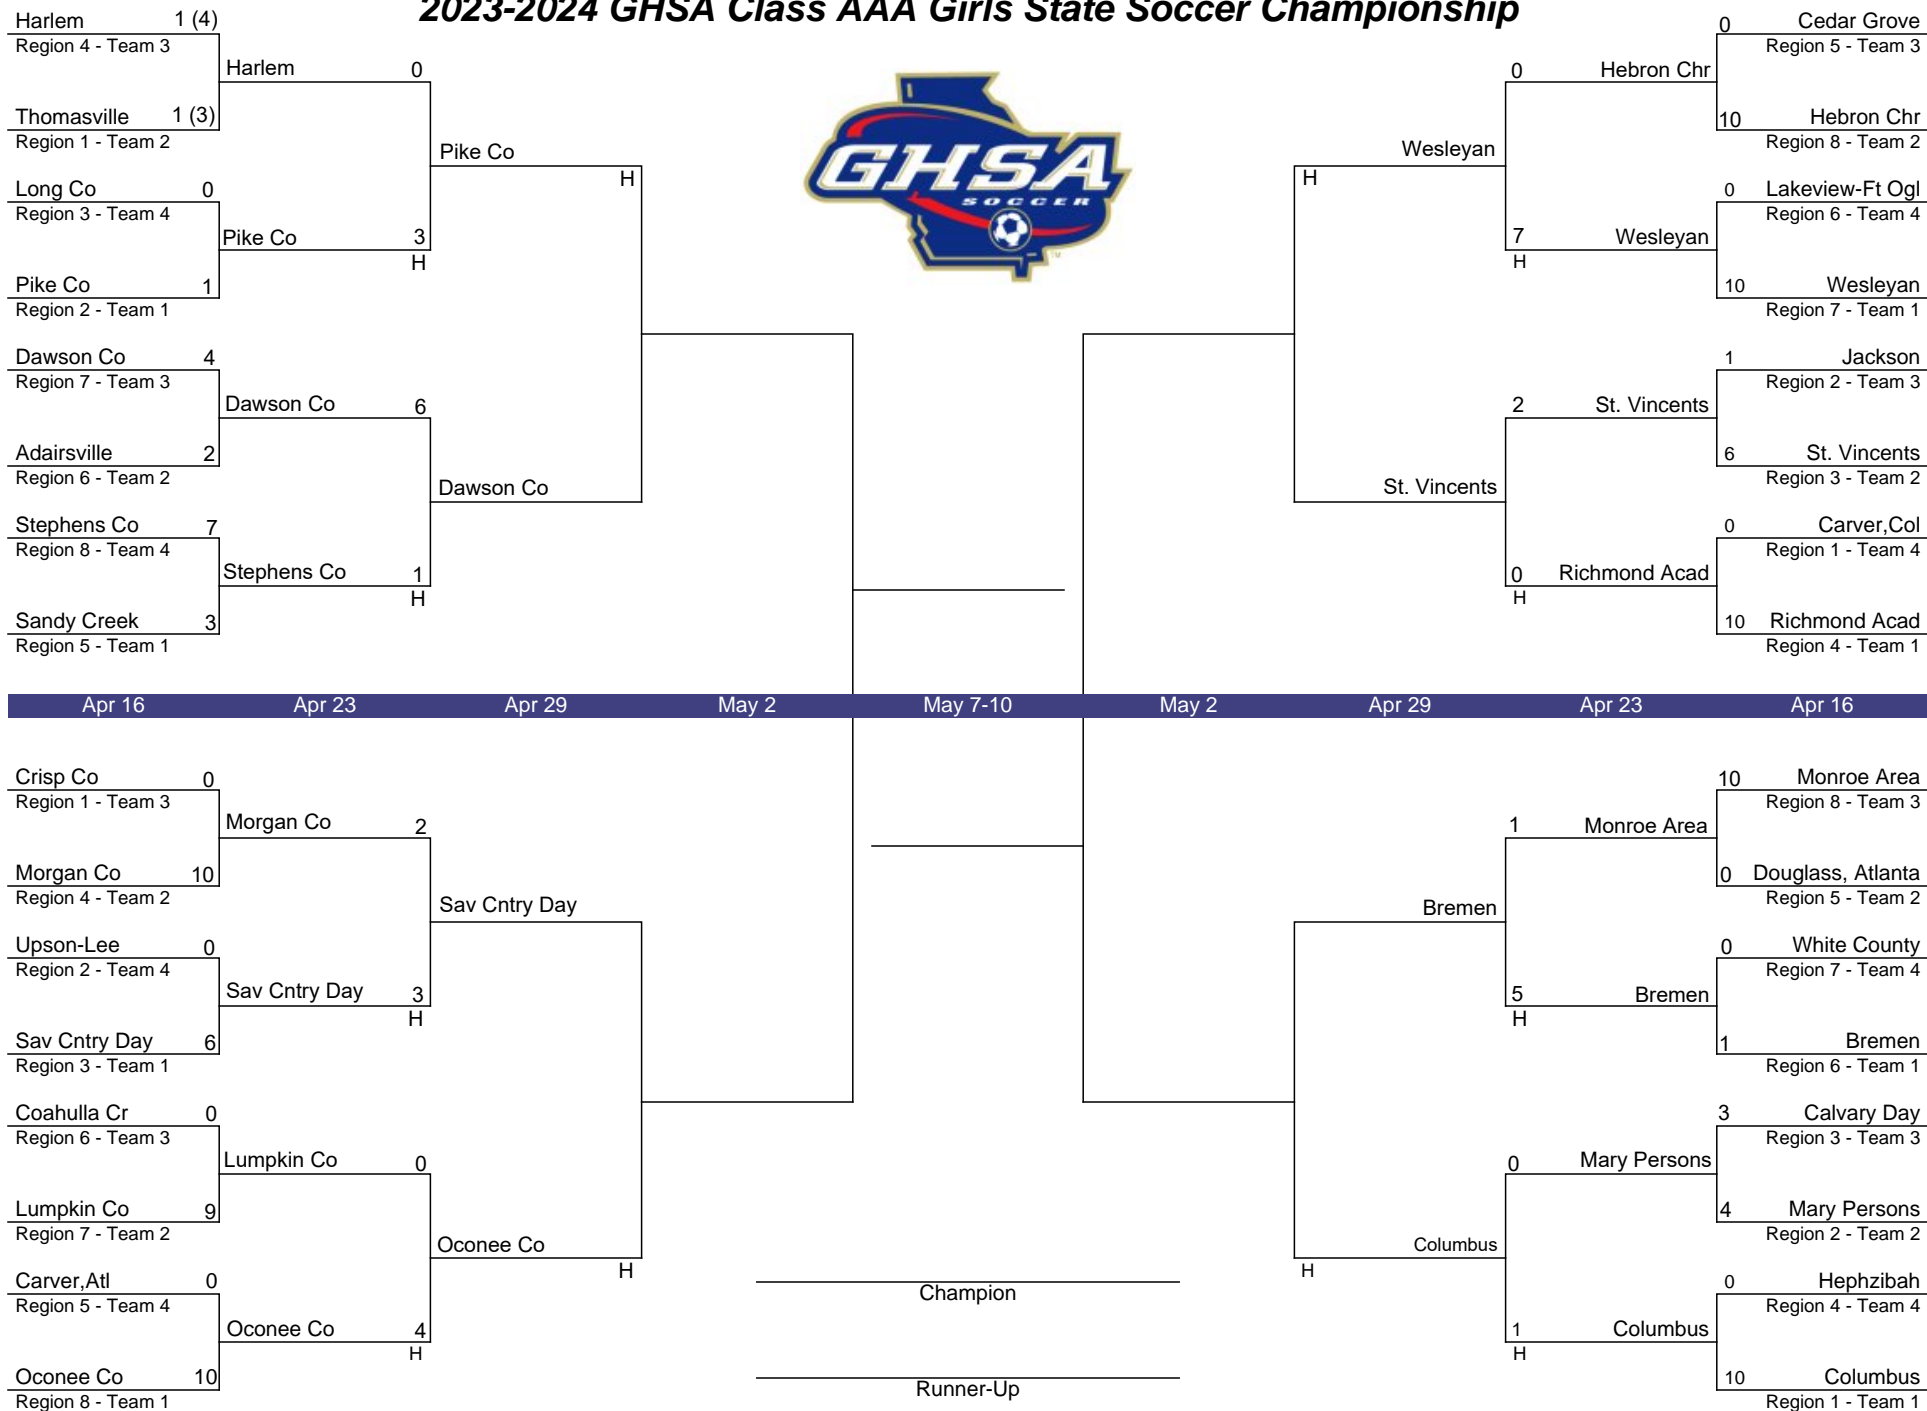 2023-2024 GHSA Class AAA Girls State Soccer Championship
Harlem 1 (4)
Region 4 - Team 3
Thomasville 1 (3)
Region 1 - Team 2
Long Co 0
Region 3 - Team 4
Pike Co 1
Region 2 - Team 1
Dawson Co 4
Region 7 - Team 3
Adairsville 2
Region 6 - Team 2
Stephens Co 7
Region 8 - Team 4
Sandy Creek 3
Region 5 - Team 1
Harlem 0
Pike Co 3
H
Dawson Co 6
Stephens Co 1
H
Pike Co
H
Dawson Co
GHSA
SOCCER
TM
Wesleyan
H
St. Vincents
0 Hebron Chr
7 Wesleyan
H
2 St. Vincents
0 Richmond Acad
H
0 Cedar Grove
Region 5 - Team 3
10 Hebron Chr
Region 8 - Team 2
0 Lakeview-Ft Ogl
Region 6 - Team 4
10 Wesleyan
Region 7 - Team 1
1 Jackson
Region 2 - Team 3
6 St. Vincents
Region 3 - Team 2
0 Carver,Col
Region 1 - Team 4
10 Richmond Acad
Region 4 - Team 1
Apr 16 Apr 23 Apr 29 May 2 May 7-10 May 2 Apr 29 Apr 23 Apr 16
Crisp Co 0
Region 1 - Team 3
Morgan Co 10
Region 4 - Team 2
Upson-Lee 0
Region 2 - Team 4
Sav Cntry Day 6
Region 3 - Team 1
Coahulla Cr 0
Region 6 - Team 3
Lumpkin Co 9
Region 7 - Team 2
Carver,Atl 0
Region 5 - Team 4
Oconee Co 10
Region 8 - Team 1
Morgan Co 2
Sav Cntry Day 3
H
Lumpkin Co 0
Oconee Co 4
H
Sav Cntry Day
Oconee Co
H
Champion
Runner-Up
Bremen
Columbus
H
1 Monroe Area
5 Bremen
H
0 Mary Persons
1 Columbus
H
10 Monroe Area
Region 8 - Team 3
0 Douglass, Atlanta
Region 5 - Team 2
0 White County
Region 7 - Team 4
1 Bremen
Region 6 - Team 1
3 Calvary Day
Region 3 - Team 3
4 Mary Persons
Region 2 - Team 2
0 Hephzibah
Region 4 - Team 4
10 Columbus
Region 1 - Team 1